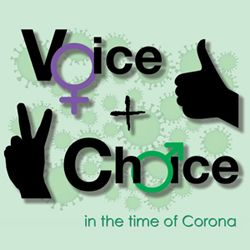 Voice
+
Choice
in the time of Corona